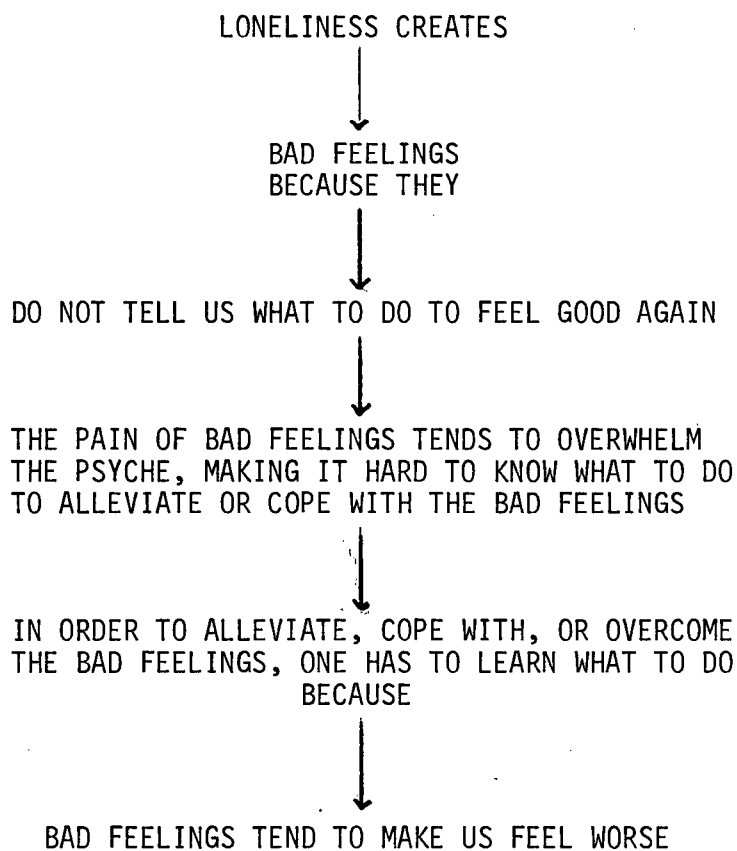 LONELINESS CREATES
BAD FEELINGS
BECAUSE THEY
DO NOT TELL US WHAT TO DO TO FEEL GOOD AGAIN
THE PAIN OF BAD FEELINGS TENDS TO OVERWHELM
THE PSYCHE, MAKING IT HARD TO KNOW WHAT TO DO
TO ALLEVIATE OR COPE WITH THE BAD FEELINGS
IN ORDER TO ALLEVIATE, COPE WITH, OR OVERCOME
THE BAD FEELINGS, ONE HAS TO LEARN WHAT TO DO
BECAUSE
BAD FEELINGS TEND TO MAKE US FEEL WORSE